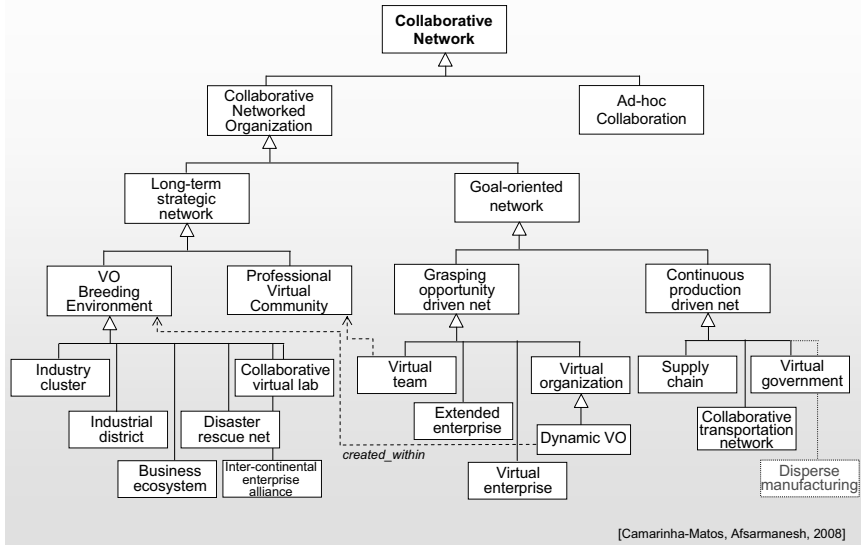 Collaborative
Network
Collaborative
Networked
Organization
Ad-hoc
Collaboration
Long-term
strategic
network
Goal-oriented
network
VO
Breeding
Environment
Professional
Virtual
Community
Grasping
opportunity
driven net
Continuous
production
driven net
Industry
cluster
Collaborative
virtual lab
Virtual
team
Virtual
organization
Supply
chain
Virtual
government
Industrial
district
Disaster
rescue net
Extended
enterprise
Dynamic VO
Collaborative
transportation
network
created_within
Business
ecosystem
Inter-continental
enterprise
alliance
Virtual
enterprise
Disperse
manufacturing
[Camarinha-Matos, Afsarmanesh, 2008]